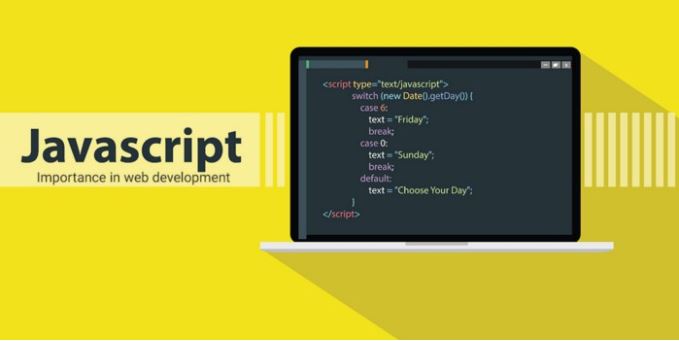 Javascript
Importance in web development
<script type="text/javascript">
switch (new Date().getDay()) {
case 6:
text = "Friday";
break;
case 0:
text = "Sunday";
break;
default:
text = "Choose Your Day";
}
</script>